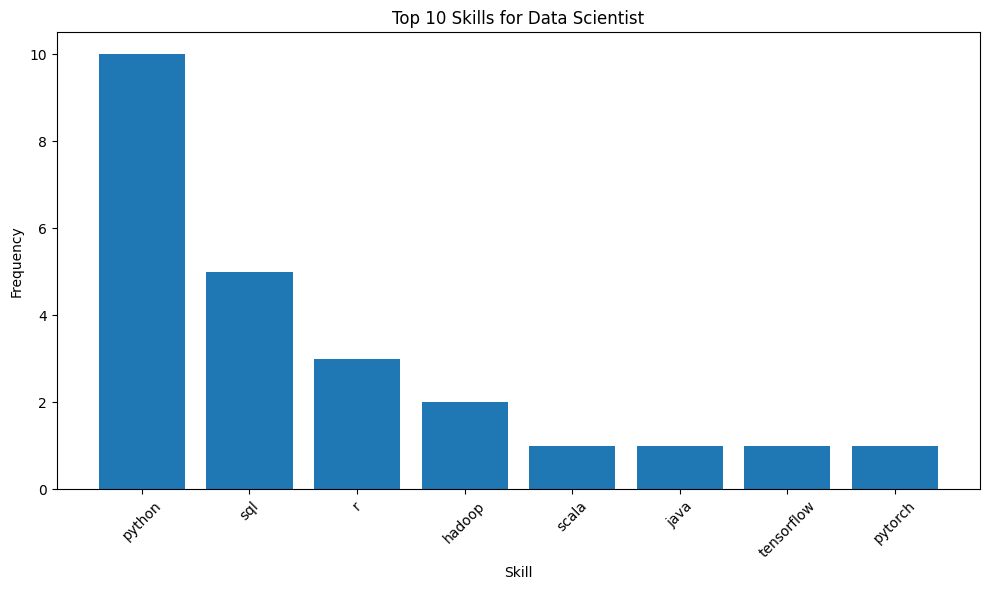 Top 10 Skills for Data Scientist
Frequency
10
8
6
4
2
0
python
sql
r
hadoop
scala
java
tensorflow
pytorch
Skill